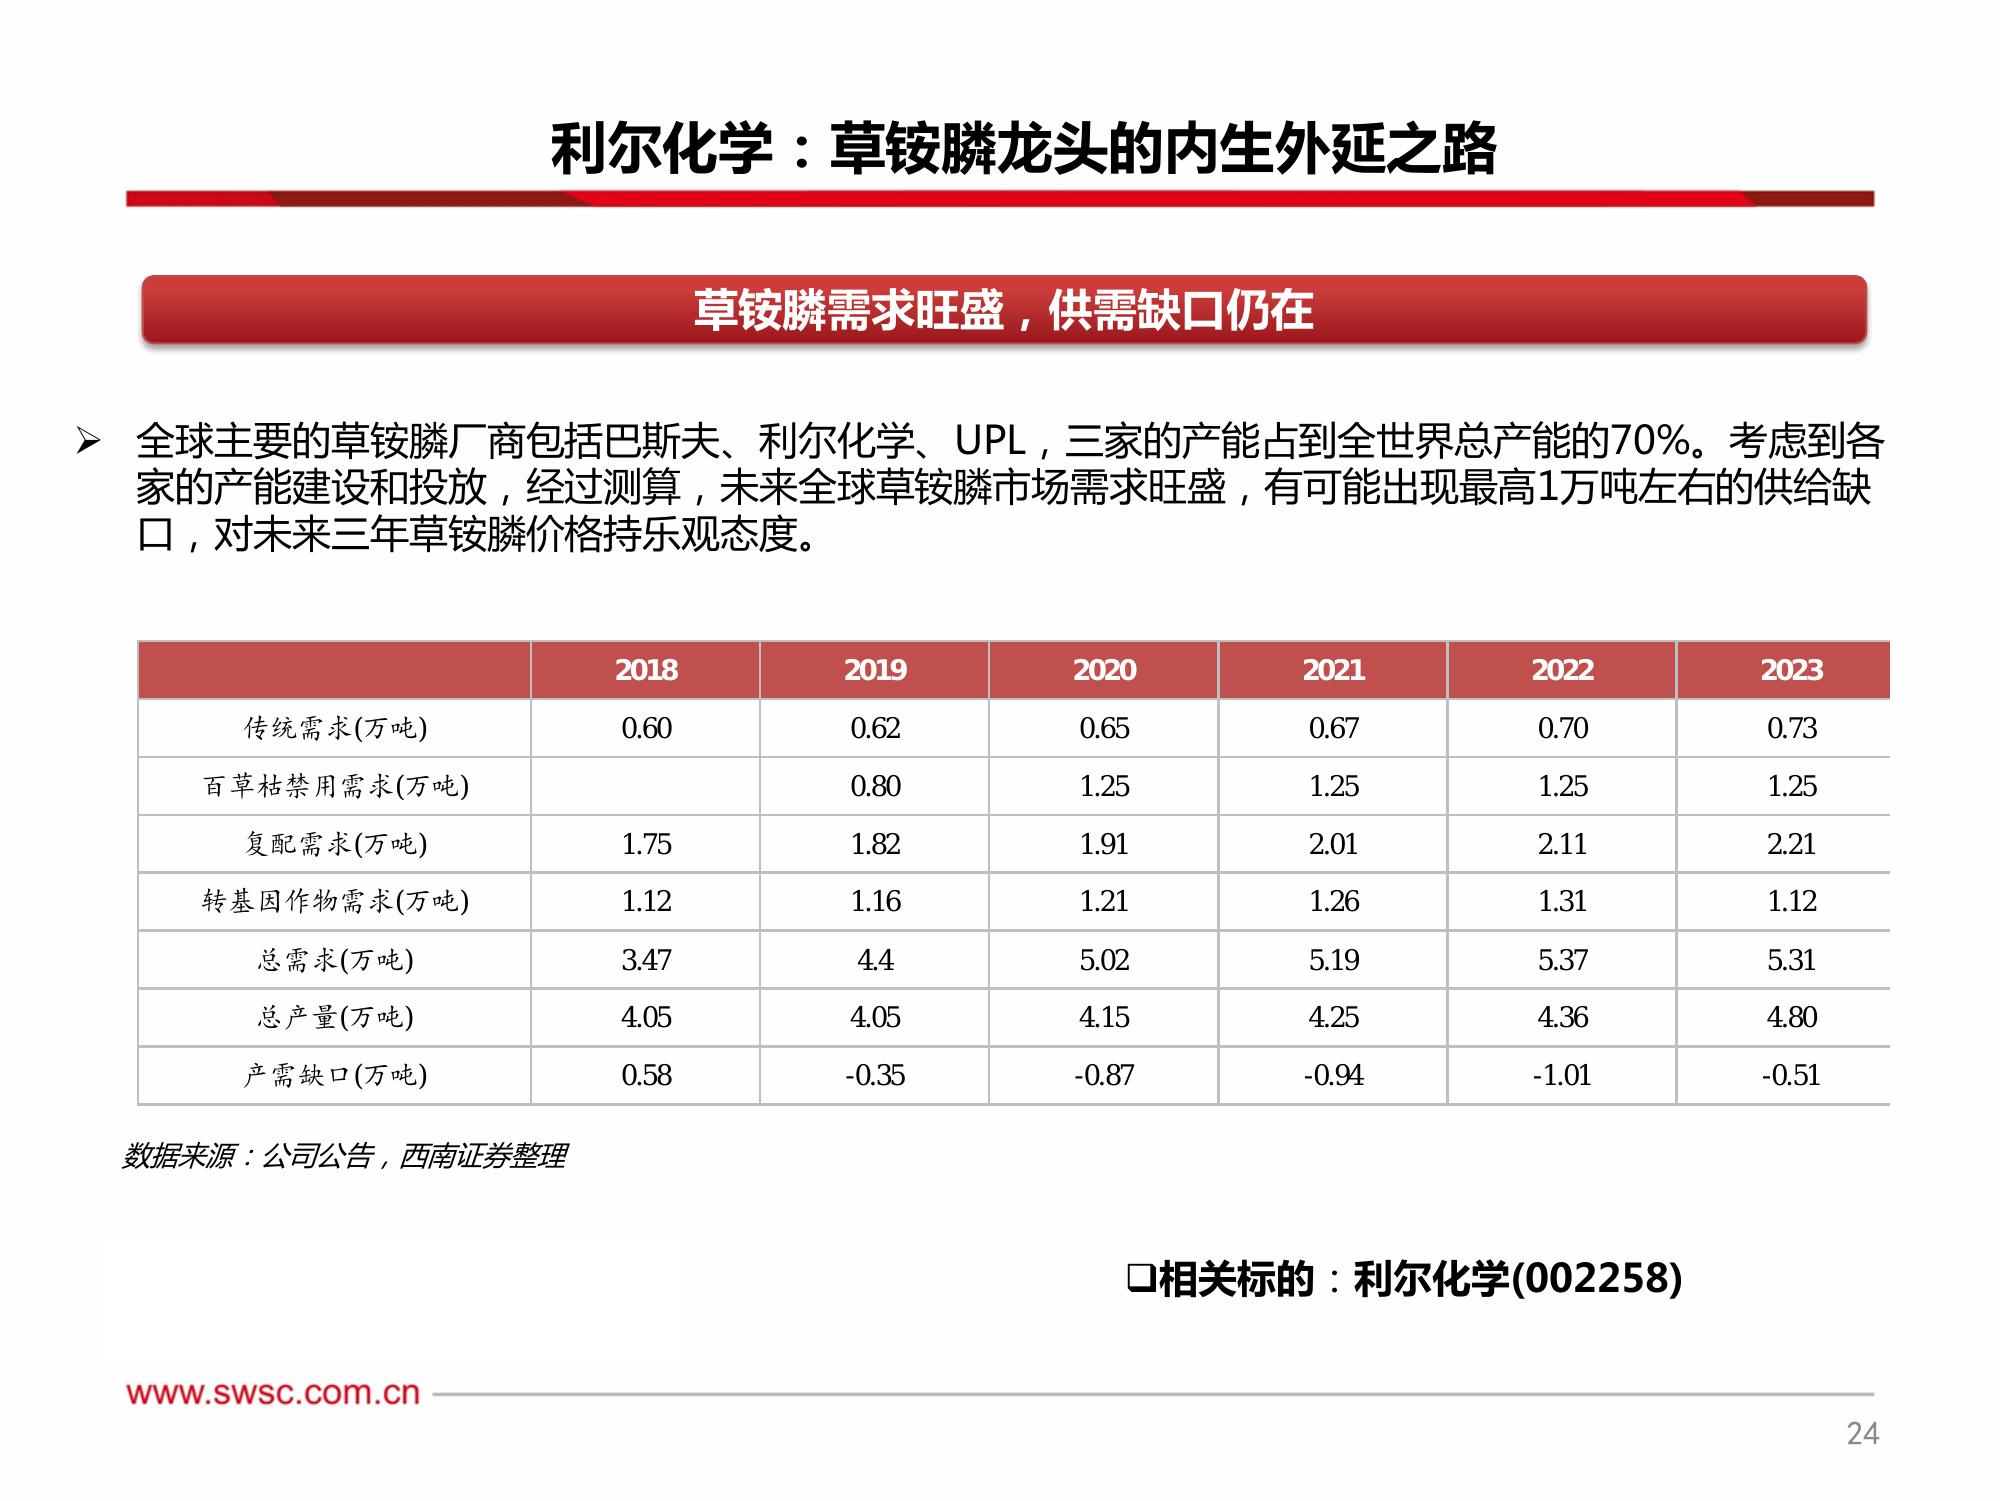 利尔化学：草铵膦龙头的内生外延之路
草铵膦需求旺盛，供需缺口仍在
➢ 全球主要的草铵膦厂商包括巴斯夫、利尔化学、UPL，三家的产能占到全世界总产能的70%。考虑到各
家的产能建设和投放，经过测算，未来全球草铵膦市场需求旺盛，有可能出现最高1万吨左右的供给缺
口，对未来三年草铵膦价格持乐观态度。
2018 2019 2020 2021 2022 2023
传统需求(万吨) 0.60 0.62 0.65 0.67 0.70 0.73
百草枯禁用需求(万吨) 0.80 1.25 1.25 1.25 1.25
复配需求(万吨) 1.75 1.82 1.91 2.01 2.11 2.21
转基因作物需求(万吨) 1.12 1.16 1.21 1.26 1.31 1.12
总需求(万吨) 3.47 4.4 5.02 5.19 5.37 5.31
总产量(万吨) 4.05 4.05 4.15 4.25 4.36 4.80
产需缺口(万吨) 0.58 -0.35 -0.87 -0.94 -1.01 -0.51
数据来源：公司公告，西南证券整理
❑相关标的：利尔化学(002258)
www.swsc.com.cn
24